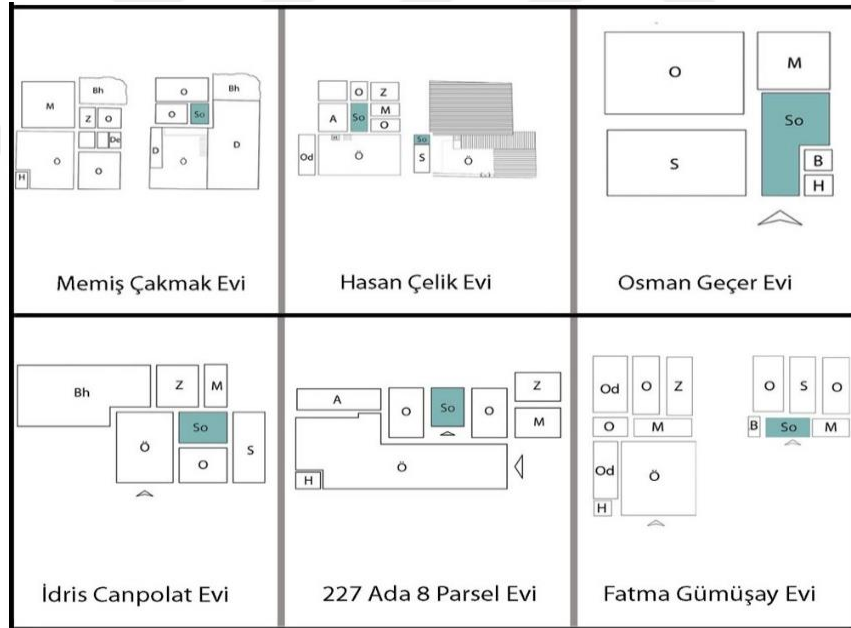 M
Bh
Z O
De
Ö
O
H
O
Bh
O So
D
Ö
D
O Z
A So M
O
Od
H
Ö
So
S
Ö
O
M
So
S
B
H
Memiş Çakmak Evi
Hasan Çelik Evi
Osman Geçer Evi
Bh
Z M
So
Ö
O
S
A
O So O
Z
M
Ö
H
Od O Z
O M
Od
Ö
H
O S O
B So M
İdris Canpolat Evi
227 Ada 8 Parsel Evi
Fatma Gümüşay Evi